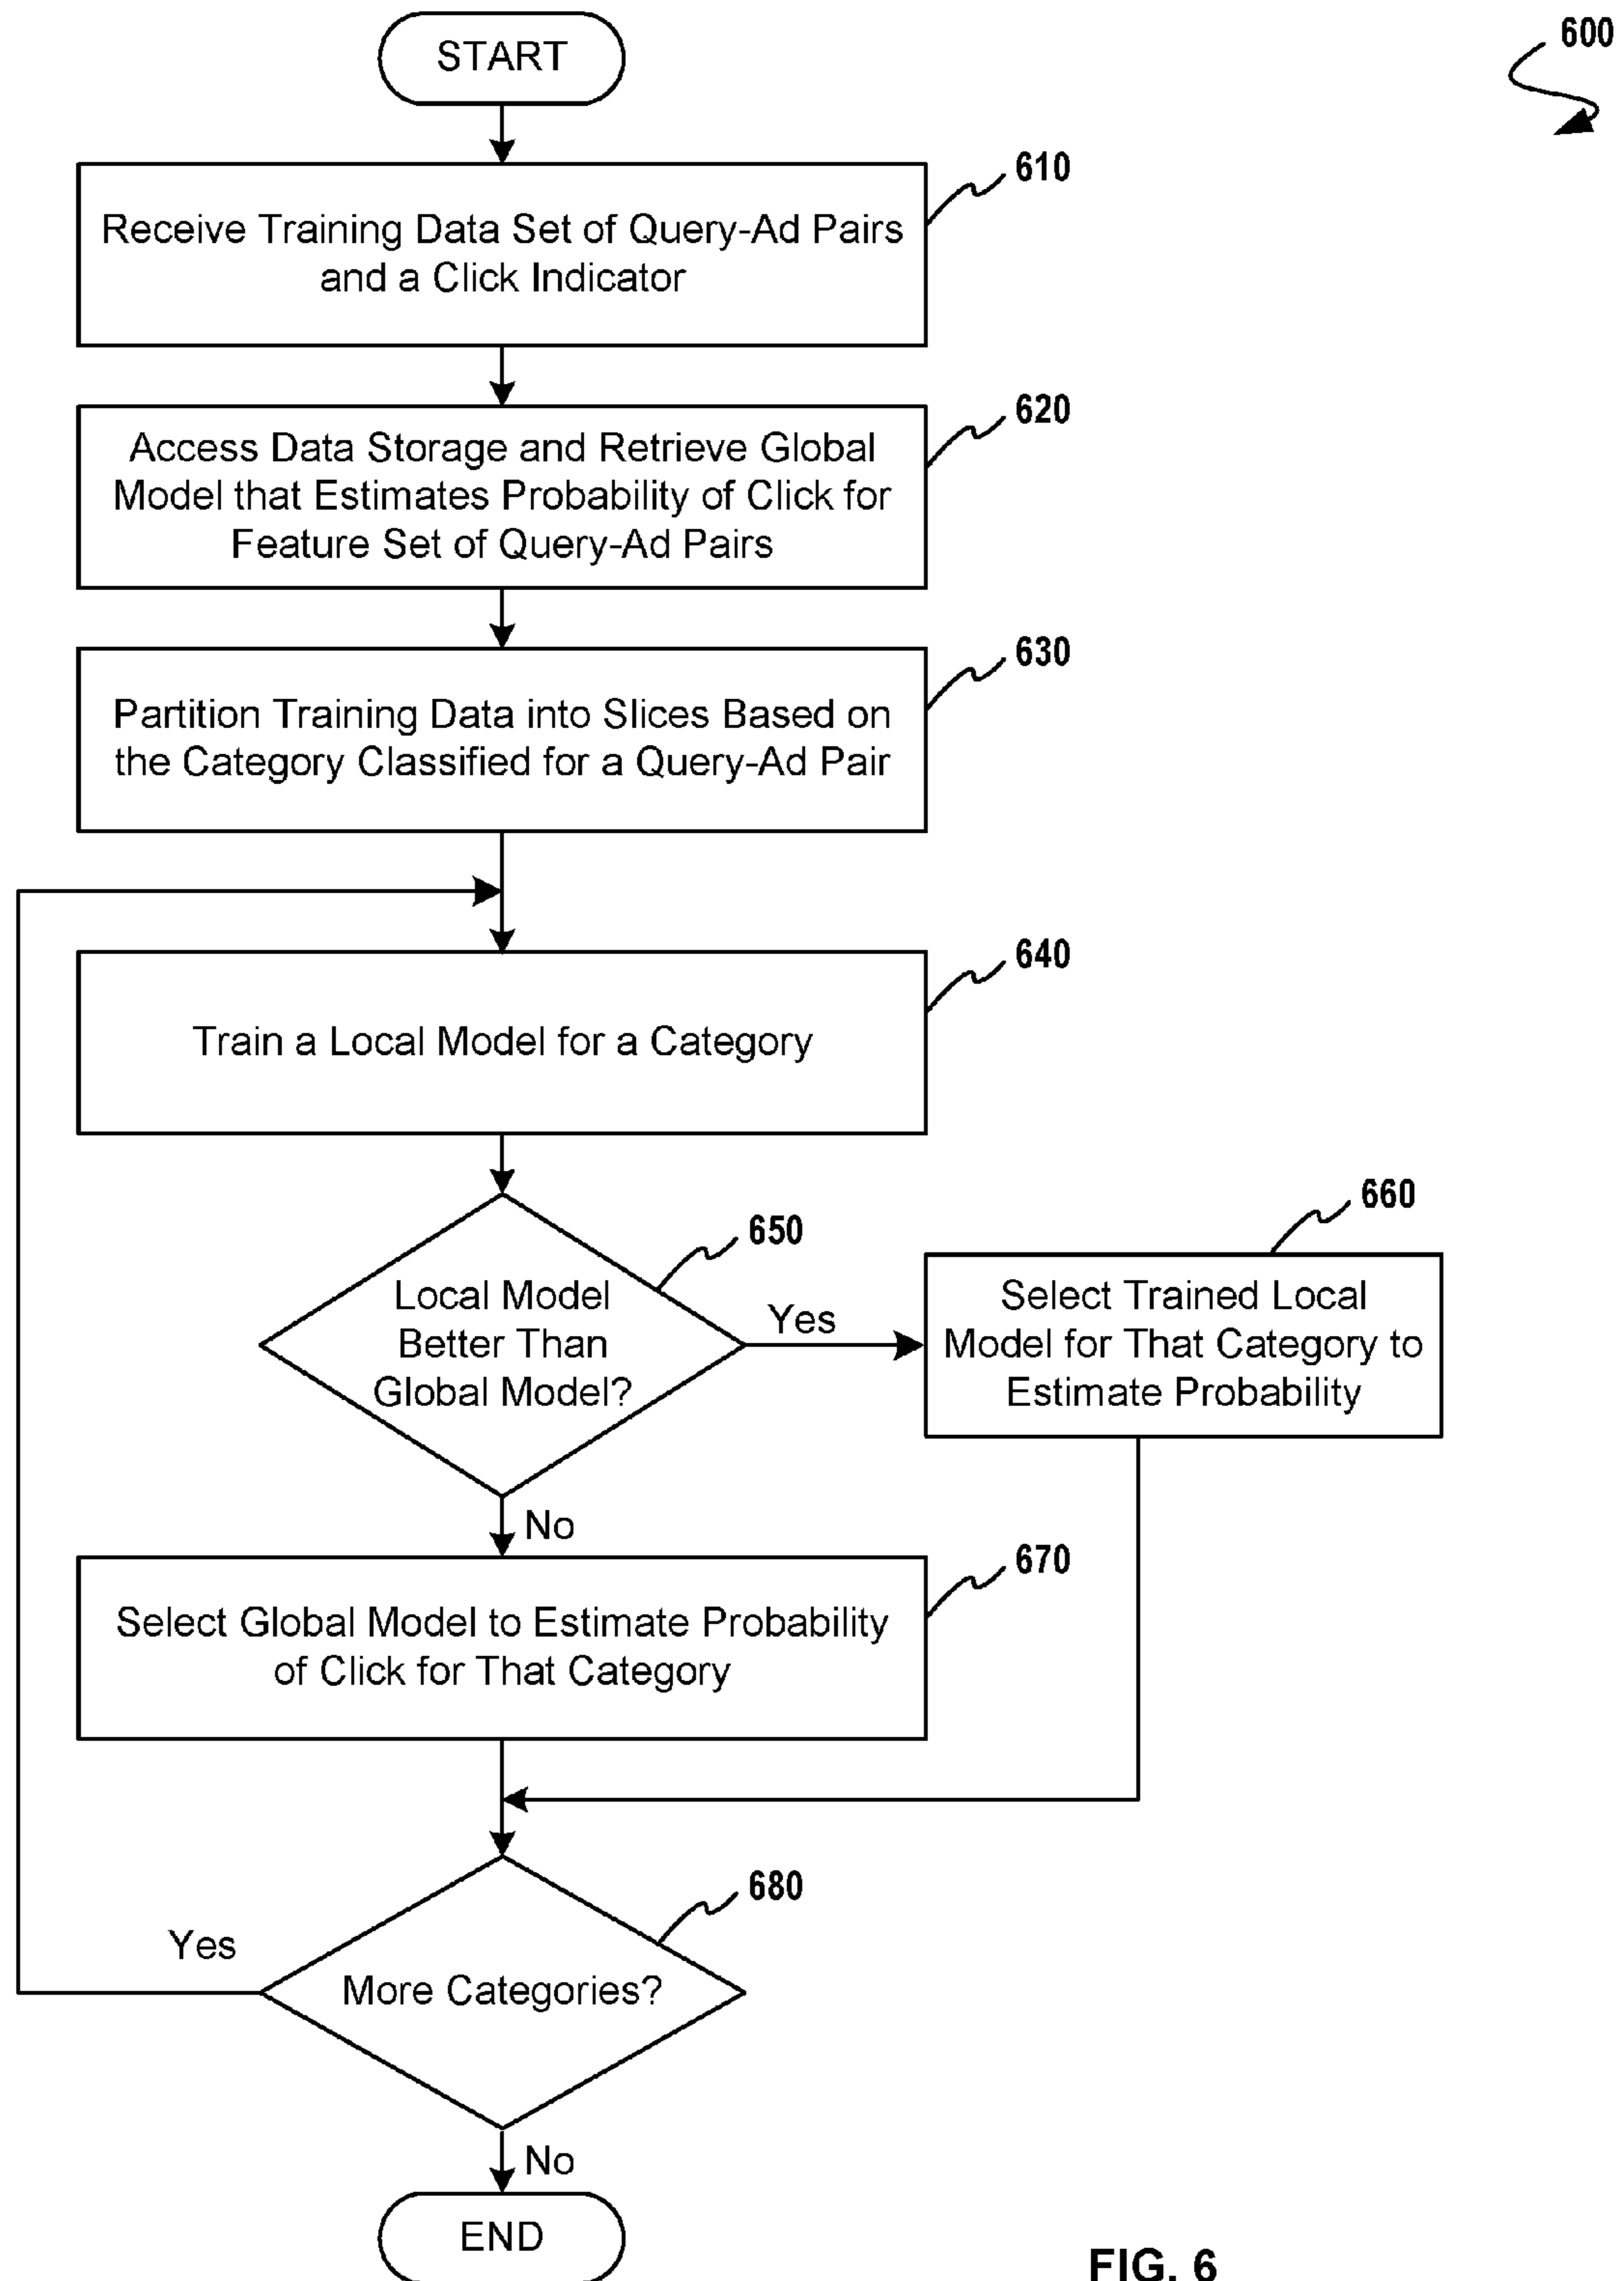 START
600
610
Receive Training Data Set of Query-Ad Pairs
and a Click Indicator
620
Access Data Storage and Retrieve Global
Model that Estimates Probability of Click for
Feature Set of Query-Ad Pairs
630
Partition Training Data into Slices Based on
the Category Classified for a Query-Ad Pair
640
Train a Local Model for a Category
650
Local Model
Better Than
Global Model?
Yes
660
Select Trained Local
Model for That Category to
Estimate Probability
No
670
Select Global Model to Estimate Probability
of Click for That Category
680
More Categories?
Yes
No
END
FIG. 6